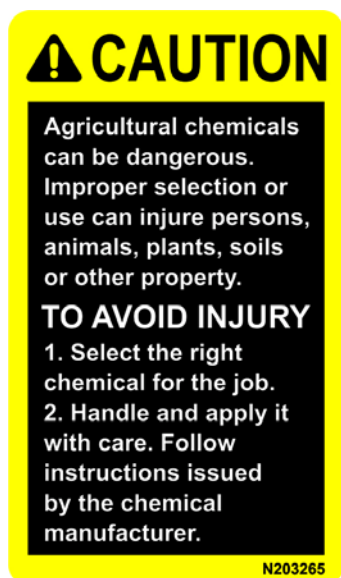 CAUTION
Agricultural chemicals
can be dangerous.
Improper selection or
use can injure persons,
animals, plants, soils
or other property.
TO AVOID INJURY
1. Select the right
chemical for the job.
2. Handle and apply it
with care. Follow
instructions issued
by the chemical
manufacturer.
N203265